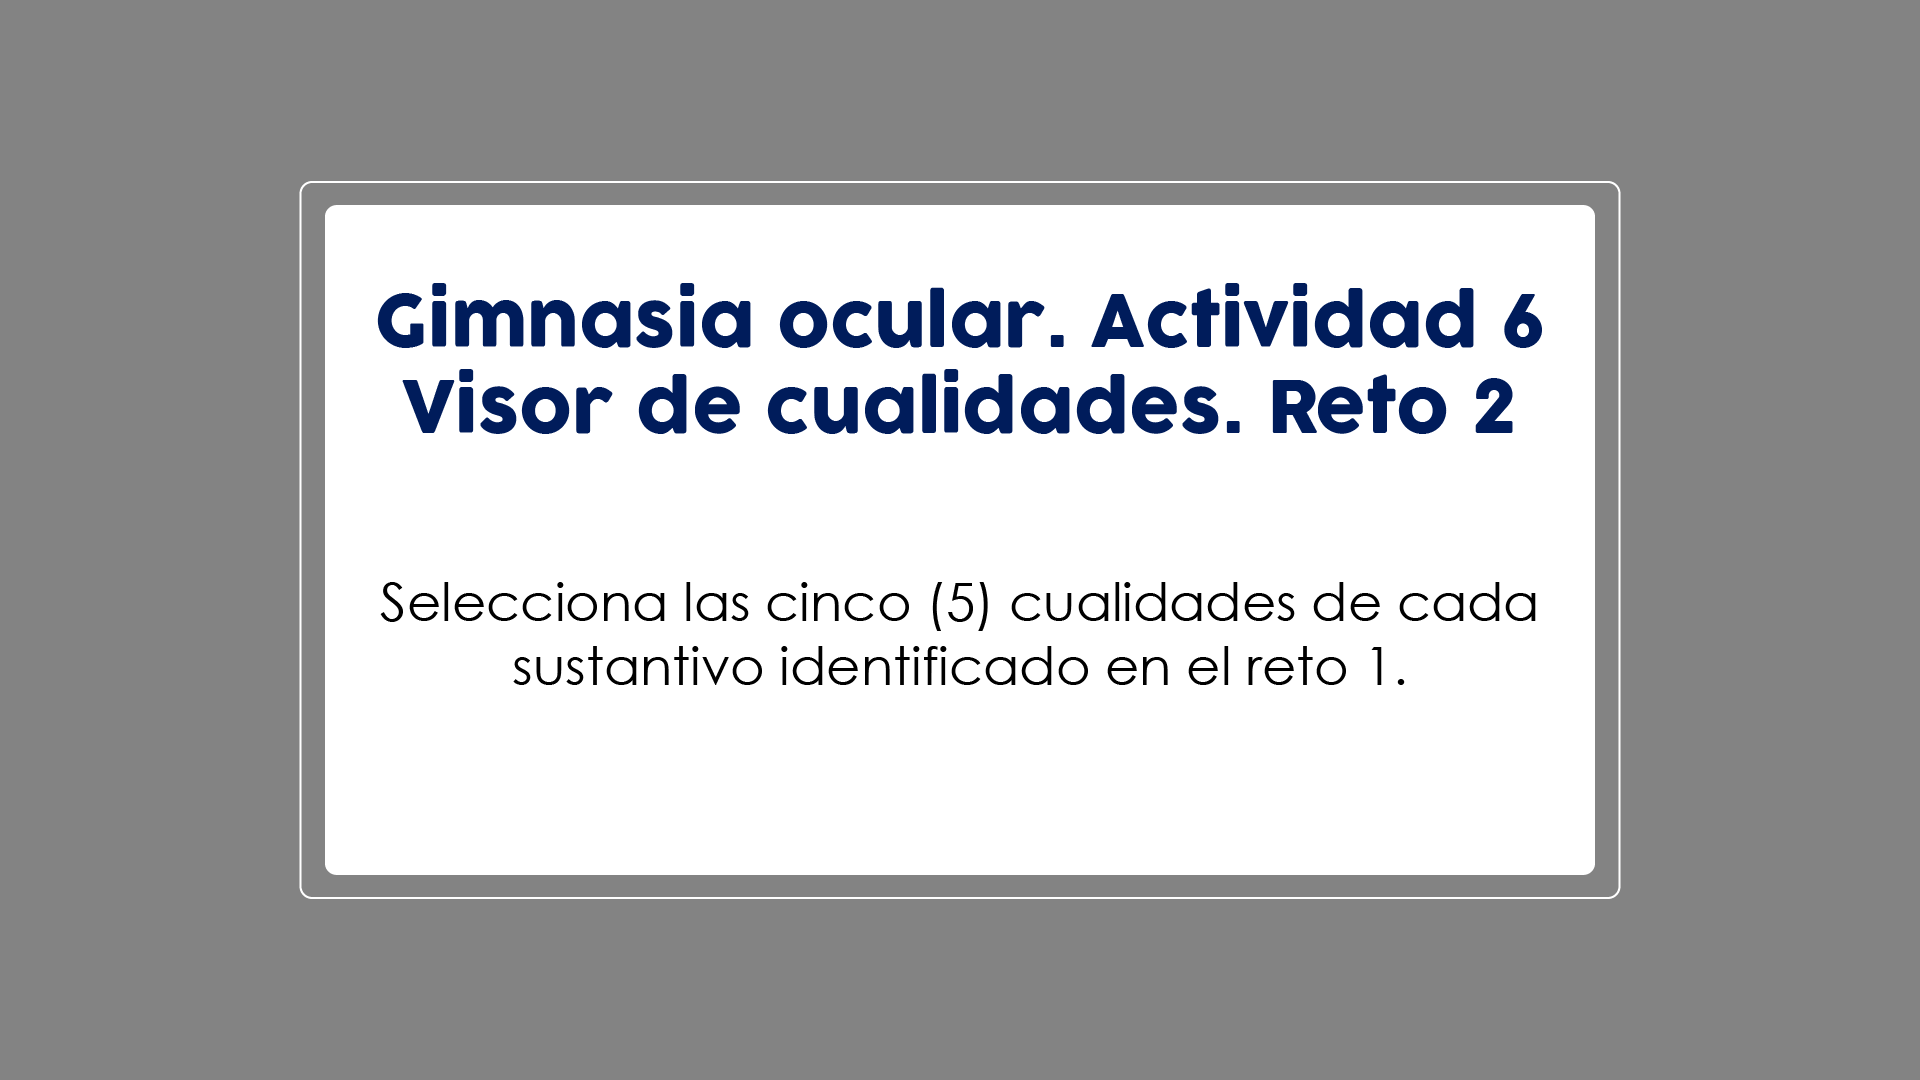 Gimnasia ocular. Actividad 6
Visor de cualidades. Reto 2
Selecciona las cinco (5) cualidades de cada
sustantivo identificado en el reto 1.